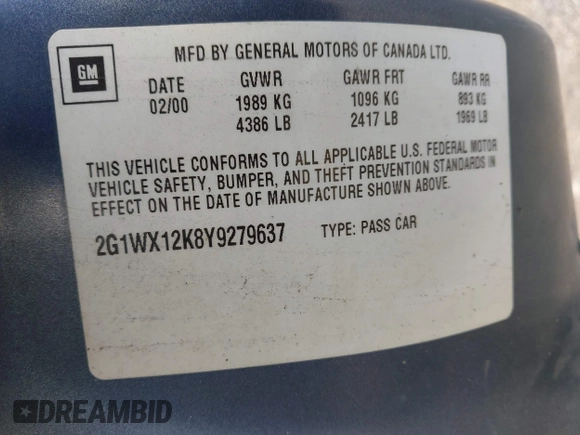 GM
MFD BY GENERAL MOTORS OF CANADA LTD.
DATE GVWR GAWR FRT GAWR RR
02/00 1989 KG 1096 KG 893 KG
4386 LB 2417 LB 1969 LB
THIS VEHICLE CONFORMS TO ALL APPLICABLE U.S. FEDERAL MOTOR
VEHICLE SAFETY, BUMPER, AND THEFT PREVENTION STANDARDS IN
EFFECT ON THE DATE OF MANUFACTURE SHOWN ABOVE.
2G1WX12K8Y9279637 TYPE: PASS CAR
DREAMBID